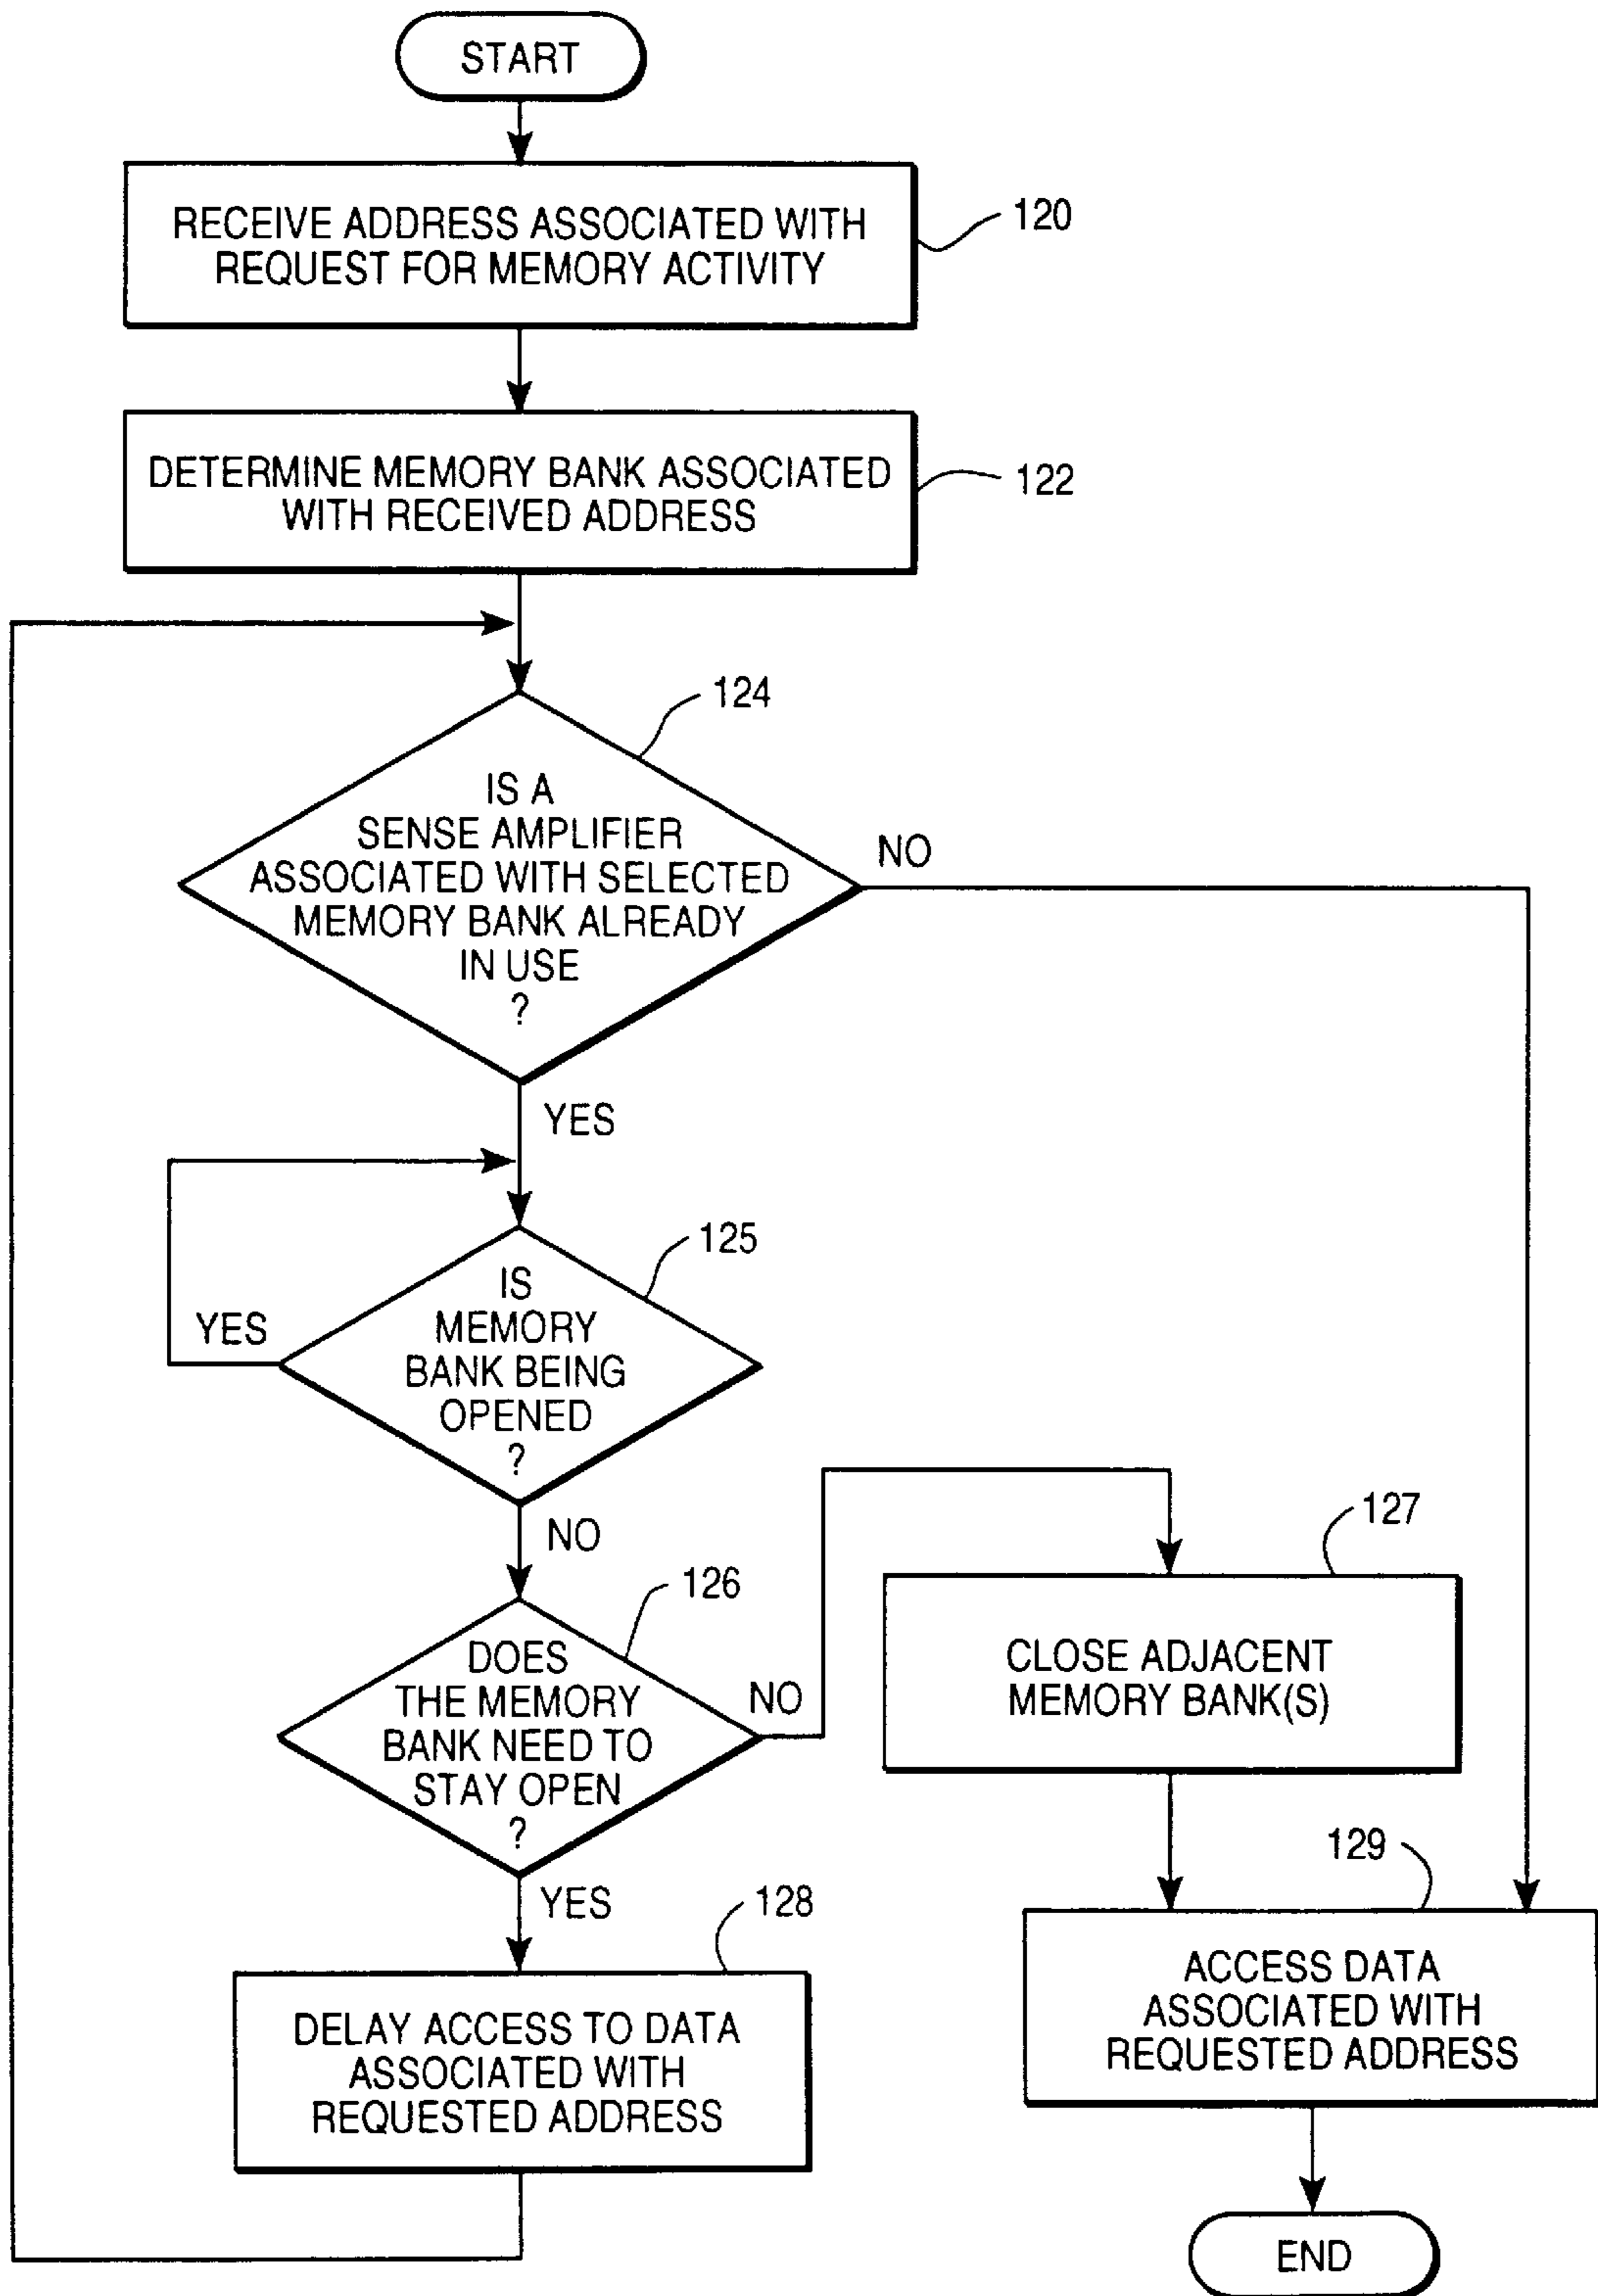 START
RECEIVE ADDRESS ASSOCIATED WITH
REQUEST FOR MEMORY ACTIVITY
120
DETERMINE MEMORY BANK ASSOCIATED
WITH RECEIVED ADDRESS
122
124
IS A
SENSE AMPLIFIER
ASSOCIATED WITH SELECTED
MEMORY BANK ALREADY
IN USE
?
NO
YES
125
IS
MEMORY
BANK BEING
OPENED
?
YES
NO
126
DOES
THE MEMORY
BANK NEED TO
STAY OPEN
?
NO
127
CLOSE ADJACENT
MEMORY BANK(S)
YES
128
DELAY ACCESS TO DATA
ASSOCIATED WITH
REQUESTED ADDRESS
129
ACCESS DATA
ASSOCIATED WITH
REQUESTED ADDRESS
END